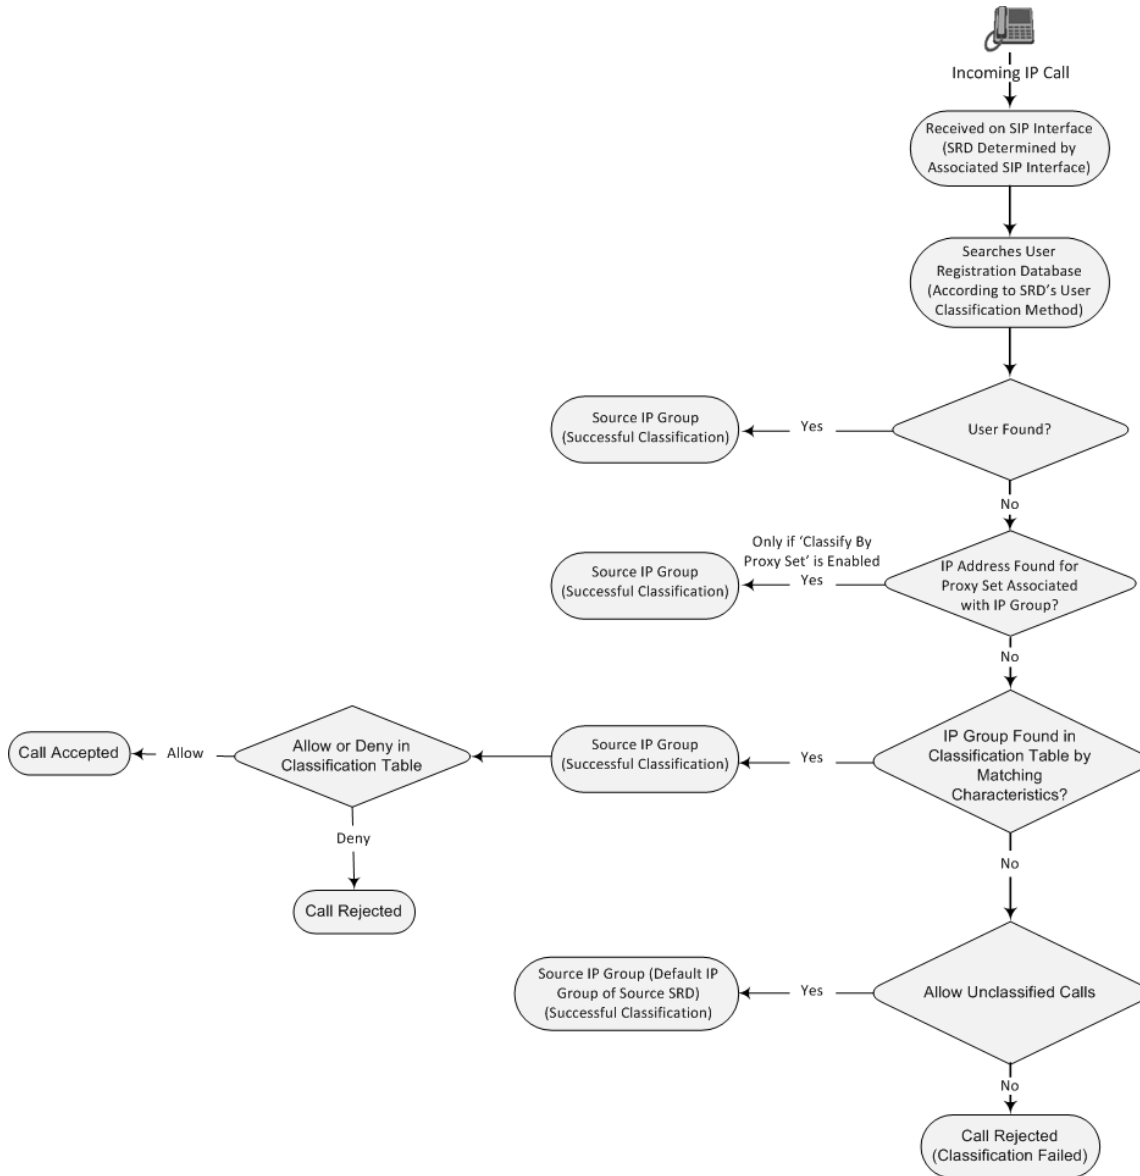 Incoming IP Call
Received on SIP Interface
(SRD Determined by
Associated SIP Interface)
Searches User
Registration Database
(According to SRD's User
Classification Method)
User Found?
Yes
Source IP Group
(Successful Classification)
No
IP Address Found for
Proxy Set Associated
with IP Group?
Only if ‘Classify By
Proxy Set’ is Enabled
Yes
Source IP Group
(Successful Classification)
No
IP Group Found in
Classification Table by
Matching
Characteristics?
Yes
Source IP Group
(Successful Classification)
Allow or Deny in
Classification Table
Allow
Call Accepted
Deny
Call Rejected
No
Allow Unclassified Calls
Yes
Source IP Group (Default IP
Group of Source SRD)
(Successful Classification)
No
Call Rejected
(Classification Failed)